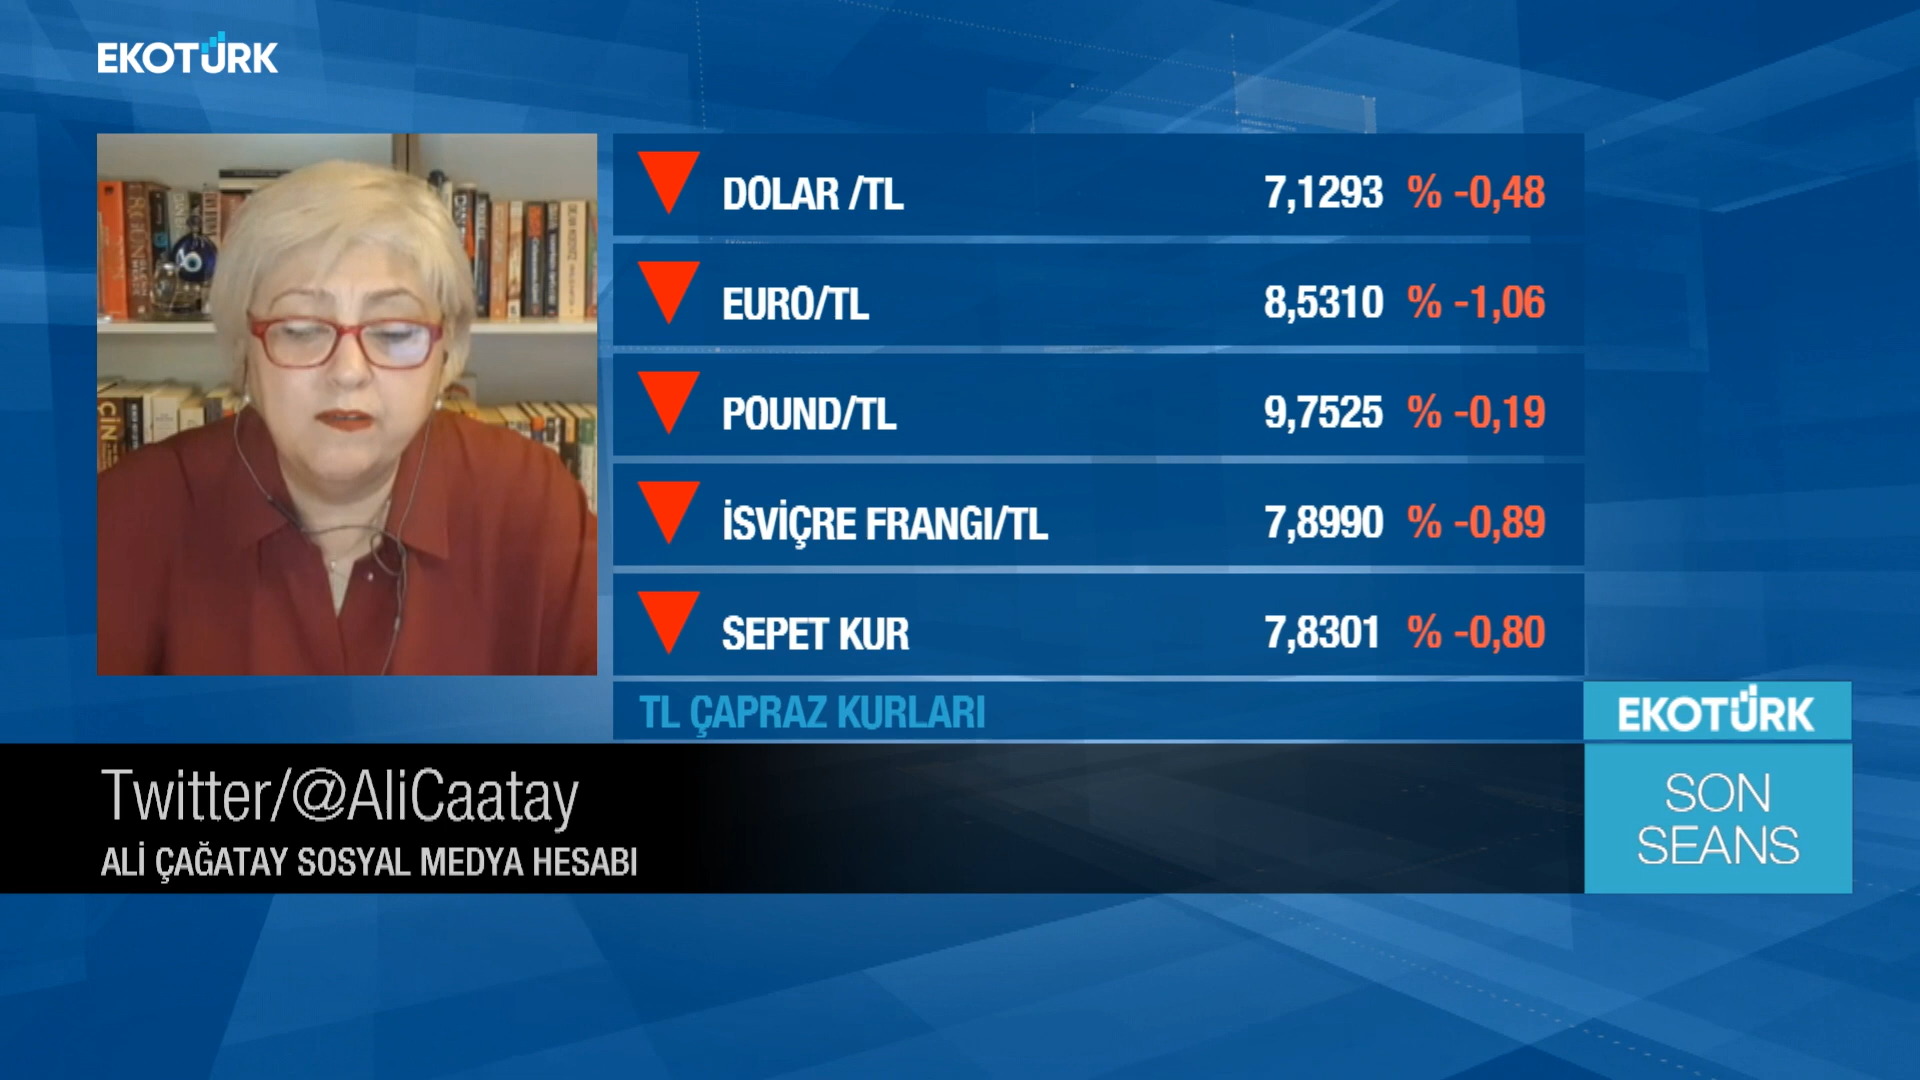 EKOTÜRK
DOLAR /TL 7,1293 % -0,48
EURO/TL 8,5310 % -1,06
POUND/TL 9,7525 % -0,19
İSVİÇRE FRANGI/TL 7,8990 % -0,89
SEPET KUR 7,8301 % -0,80
TL ÇAPRAZ KURLARI
EKOTÜRK
Twitter/@AliCaatay
ALİ ÇAĞATAY SOSYAL MEDYA HESABI
SON
SEANS
ÇİN